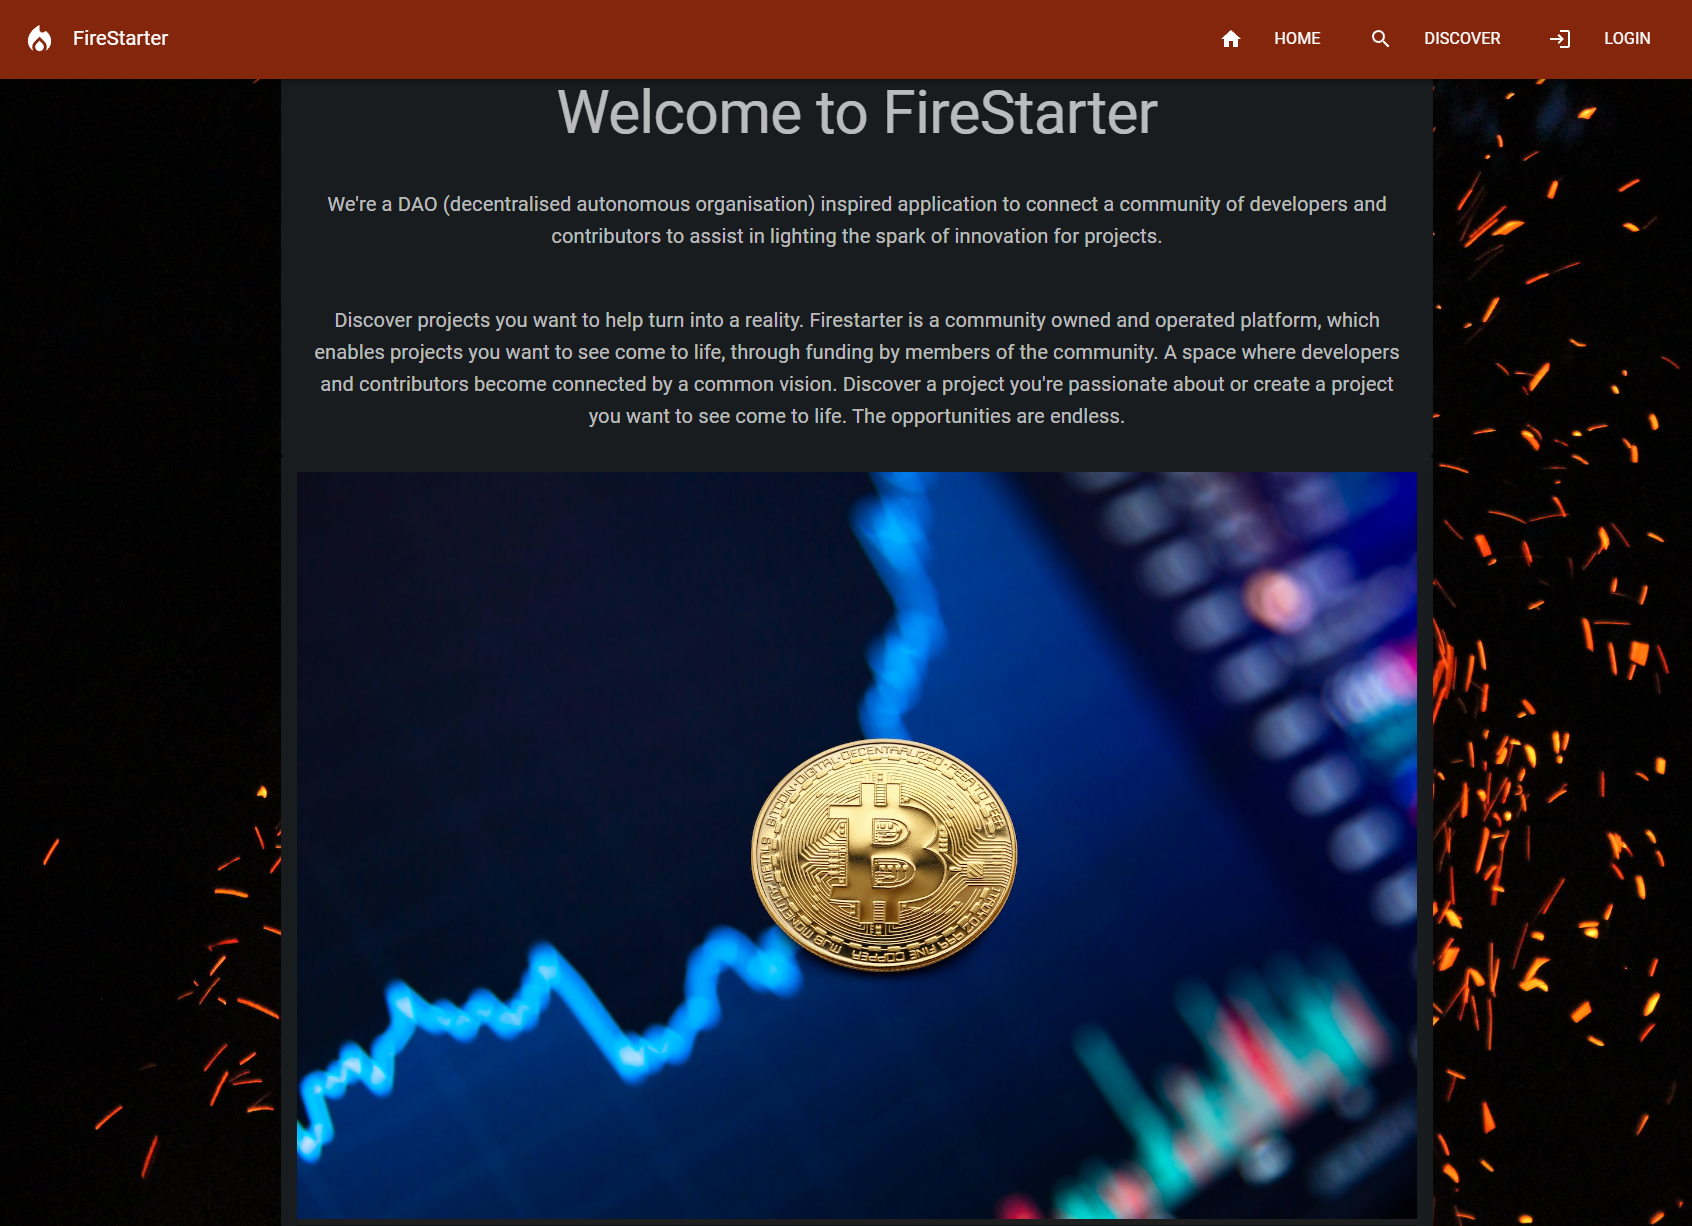 FireStarter
HOME
DISCOVER
LOGIN
Welcome to FireStarter
We're a DAO (decentralised autonomous organisation) inspired application to connect a community of developers and
contributors to assist in lighting the spark of innovation for projects.
Discover projects you want to help turn into a reality. Firestarter is a community owned and operated platform, which
enables projects you want to see come to life, through funding by members of the community. A space where developers
and contributors become connected by a common vision. Discover a project you're passionate about or create a project
you want to see come to life. The opportunities are endless.
BITCOIN·DIGITAL·DECENTRALIZED·PEER TO PEER
FINE COPPER